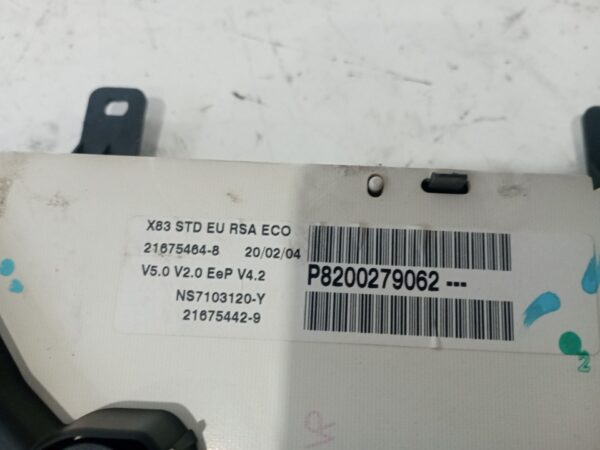 X83 STD EU RSA ECO
21675464-8 20/02/04
V5.0 V2.0 EeP V4.2
P8200279062 ---
NS7103120-Y
21675442-9
2